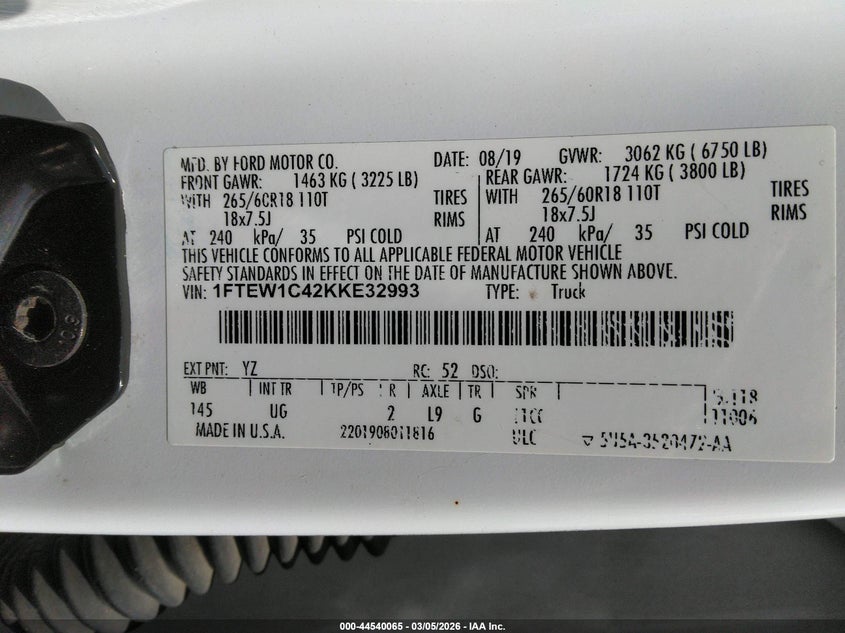 MFD. BY FORD MOTOR CO. DATE: 08/19 GVWR: 3062 KG ( 6750 LB)
FRONT GAWR: 1463 KG ( 3225 LB) REAR GAWR: 1724 KG ( 3800 LB)
WITH 265/60R18 110T TIRES WITH 265/60R18 110T TIRES
18x7.5J RIMS 18x7.5J RIMS
AT 240 kPa/ 35 PSI COLD AT 240 kPa/ 35 PSI COLD
THIS VEHICLE CONFORMS TO ALL APPLICABLE FEDERAL MOTOR VEHICLE
SAFETY STANDARDS IN EFFECT ON THE DATE OF MANUFACTURE SHOWN ABOVE.
VIN: 1FTEW1C42KKE32993 TYPE: Truck
EXT PNT: YZ RC: 52 DSO:
WB INT TR TP/PS R AXLE TR SPR
145 UG 2 L9 G 11006
MADE IN U.S.A. 2201908011816 ULC
000-44540065 - 03/05/2026 - IAA Inc.